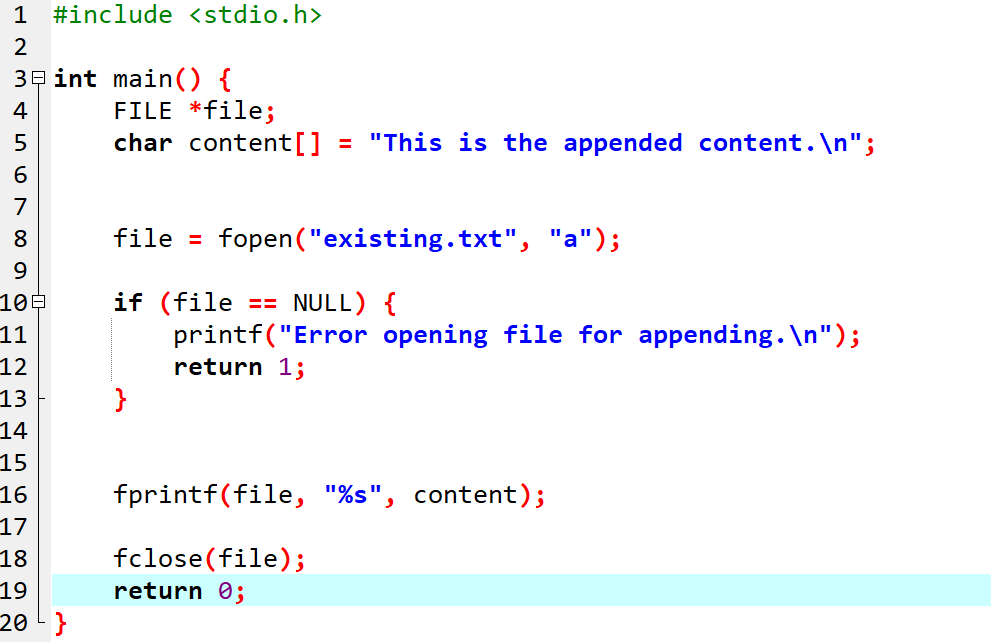 1 #include <stdio.h>
2
3 int main() {
4     FILE *file;
5     char content[] = "This is the appended content.\n";
6
7
8     file = fopen("existing.txt", "a");
9
10     if (file == NULL) {
11         printf("Error opening file for appending.\n");
12         return 1;
13     }
14
15
16     fprintf(file, "%s", content);
17
18     fclose(file);
19     return 0;
20 }